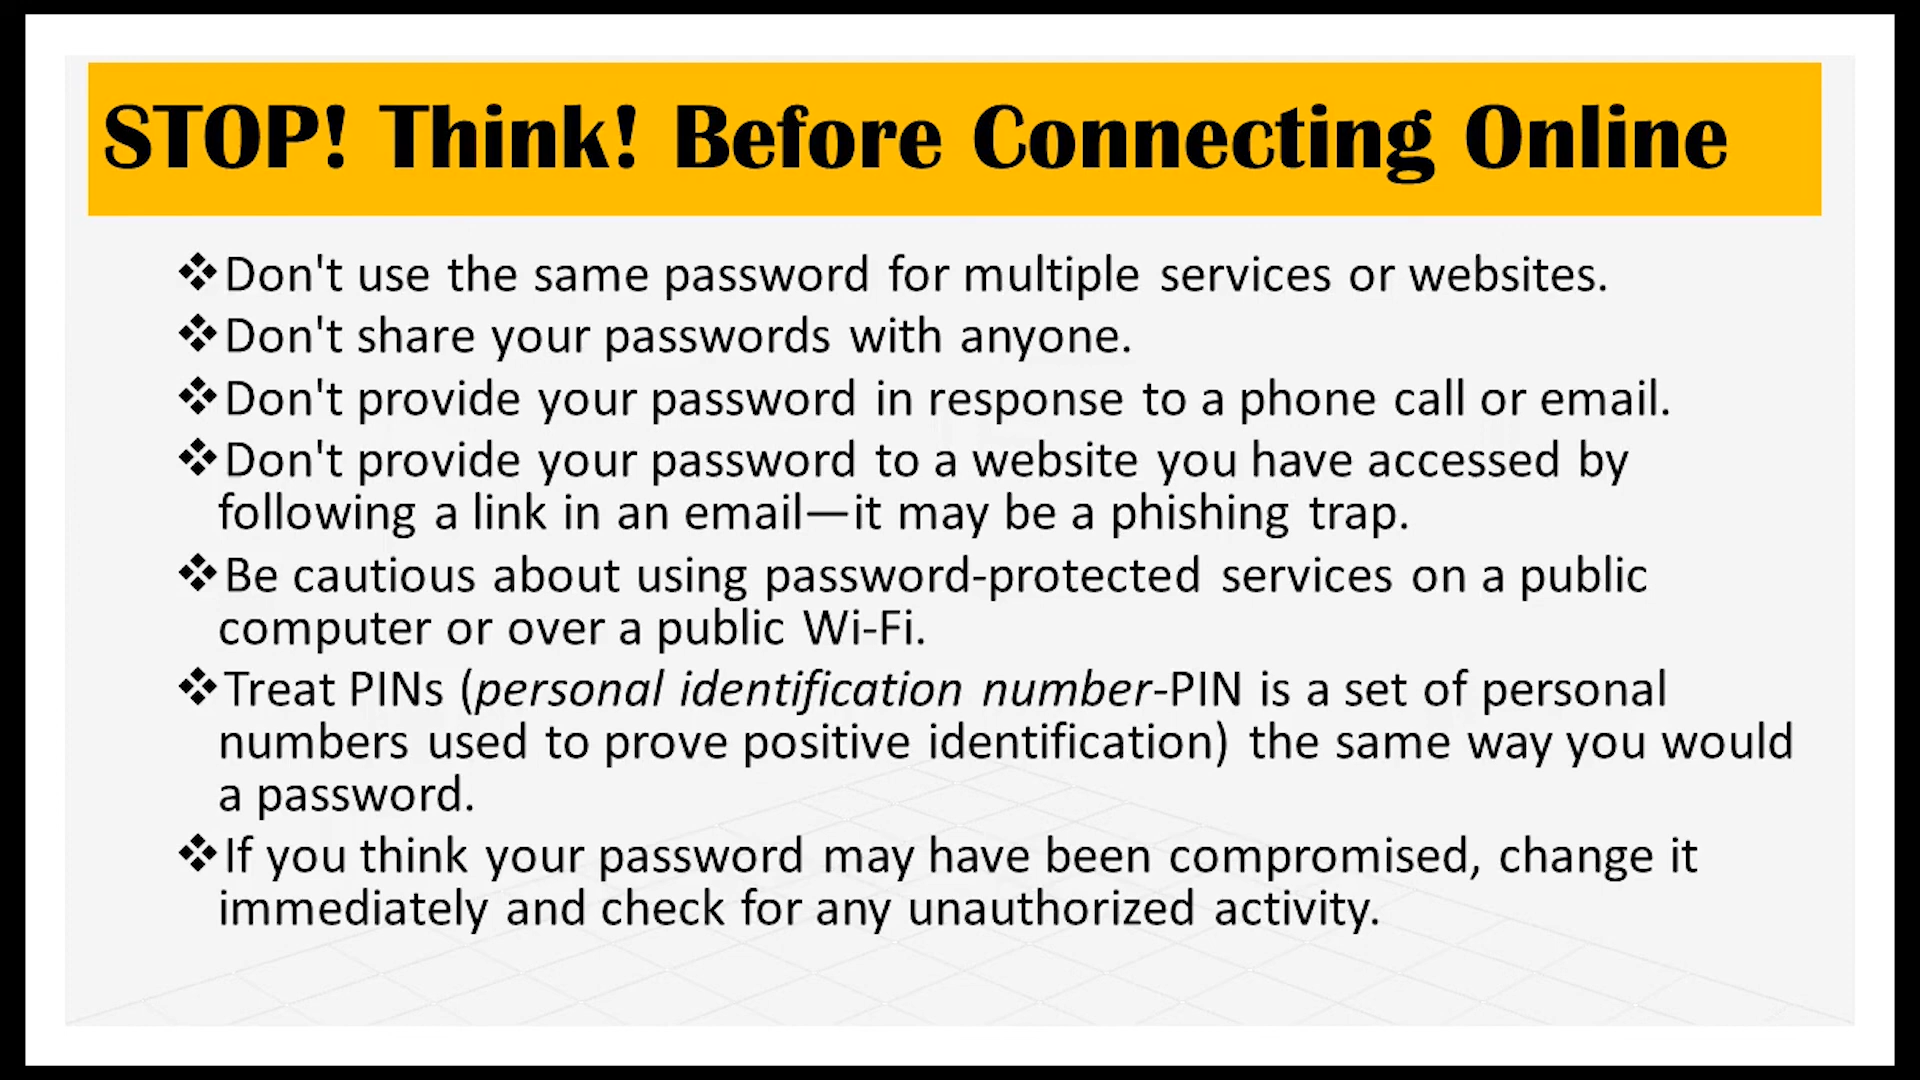 STOP! Think! Before Connecting Online
❖Don't use the same password for multiple services or websites.
❖Don't share your passwords with anyone.
❖Don't provide your password in response to a phone call or email.
❖Don't provide your password to a website you have accessed by
following a link in an email—it may be a phishing trap.
❖Be cautious about using password-protected services on a public
computer or over a public Wi-Fi.
❖Treat PINs (personal identification number-PIN is a set of personal
numbers used to prove positive identification) the same way you would
a password.
❖If you think your password may have been compromised, change it
immediately and check for any unauthorized activity.